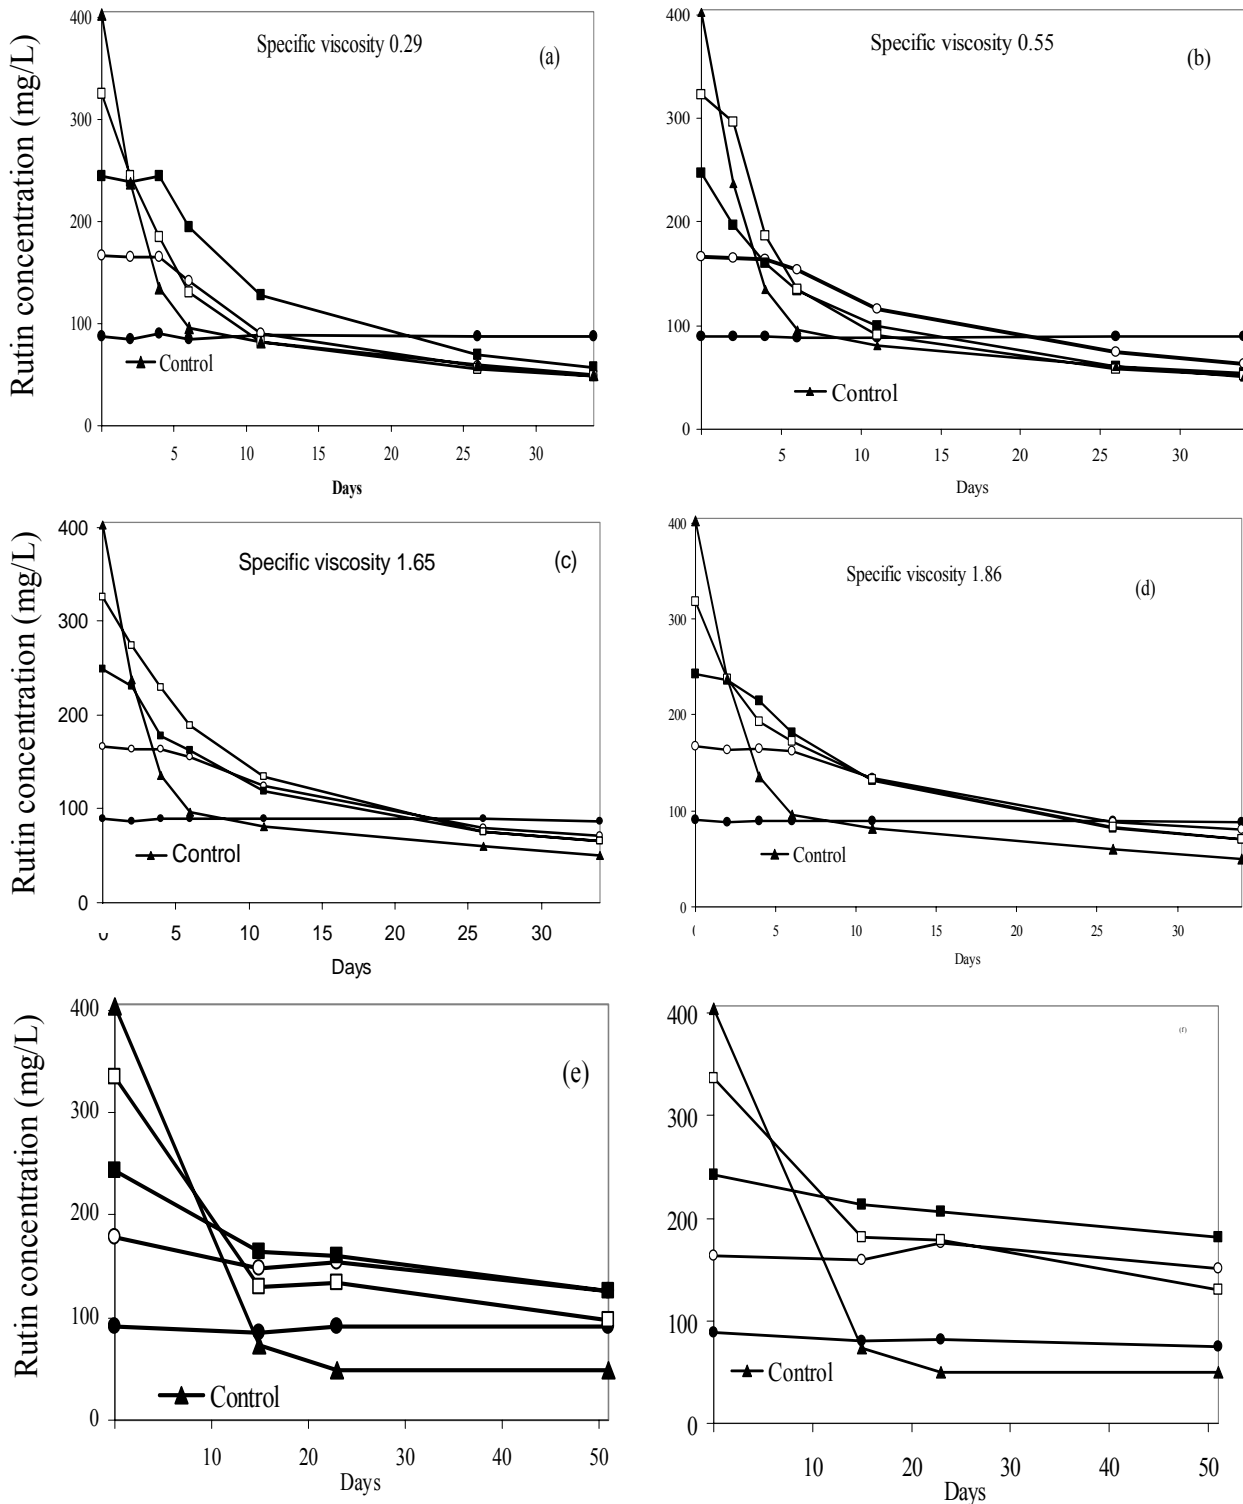 Specific viscosity 0.29
(a)
Rutin concentration (mg/L)
400
300
200
100
0
Control
5 10 15 20 25 30
Days
Specific viscosity 0.55
(b)
400
300
200
100
0
Control
5 10 15 20 25 30
Days
Specific viscosity 1.65
(c)
Rutin concentration (mg/L)
400
300
200
100
0
Control
0 5 10 15 20 25 30
Days
Specific viscosity 1.86
(d)
400
300
200
100
0
Control
5 10 15 20 25 30
Days
(e)
Rutin concentration (mg/L)
400
300
200
100
0
Control
10 20 30 40 50
Days
(f)
400
300
200
100
0
Control
10 20 30 40 50
Days